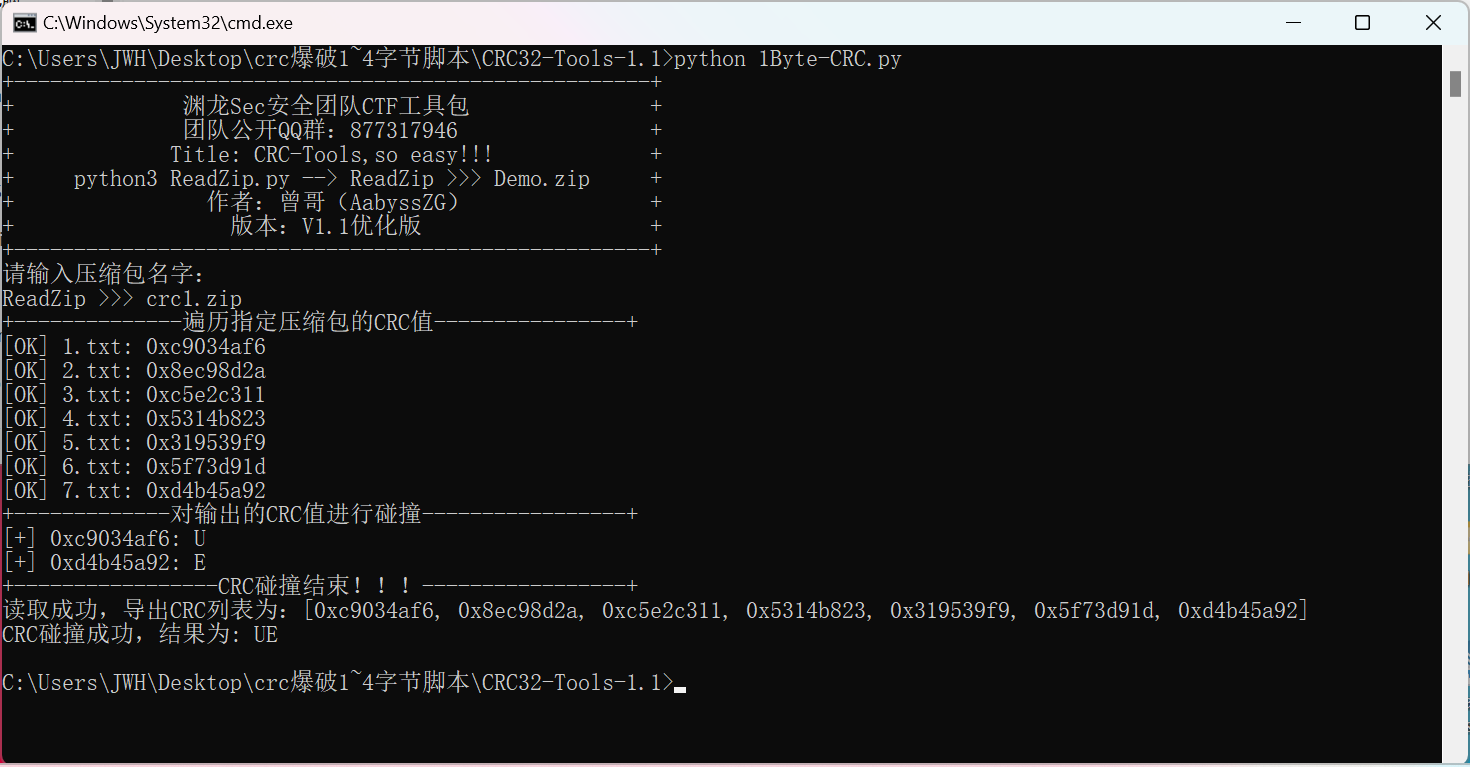 C:\Windows\System32\cmd.exe
C:\Users\JWH\Desktop\crc爆破1~4字节脚本\CRC32-Tools-1.1>python 1Byte-CRC.py
+-----------------------------------------------------+
+ 渊龙Sec安全团队CTF工具包 +
+ 团队公开QQ群：877317946 +
+ Title: CRC-Tools,so easy!!! +
+ python3 ReadZip.py --> ReadZip >>> Demo.zip +
+ 作者：曾哥（AabyssZG） +
+ 版本：V1.1优化版 +
+-----------------------------------------------------+
请输入压缩包名字：
ReadZip >>> crc1.zip
+--------------遍历指定压缩包的CRC值----------------+
[OK] 1.txt: 0xc9034af6
[OK] 2.txt: 0x8ec98d2a
[OK] 3.txt: 0xc5e2c311
[OK] 4.txt: 0x5314b823
[OK] 5.txt: 0x319539f9
[OK] 6.txt: 0x5f73d91d
[OK] 7.txt: 0xd4b45a92
+-------------对输出的CRC值进行碰撞-----------------+
[+] 0xc9034af6: U
[+] 0xd4b45a92: E
+-----------------CRC碰撞结束！！！-----------------+
读取成功，导出CRC列表为：[0xc9034af6, 0x8ec98d2a, 0xc5e2c311, 0x5314b823, 0x319539f9, 0x5f73d91d, 0xd4b45a92]
CRC碰撞成功，结果为: UE
C:\Users\JWH\Desktop\crc爆破1~4字节脚本\CRC32-Tools-1.1>